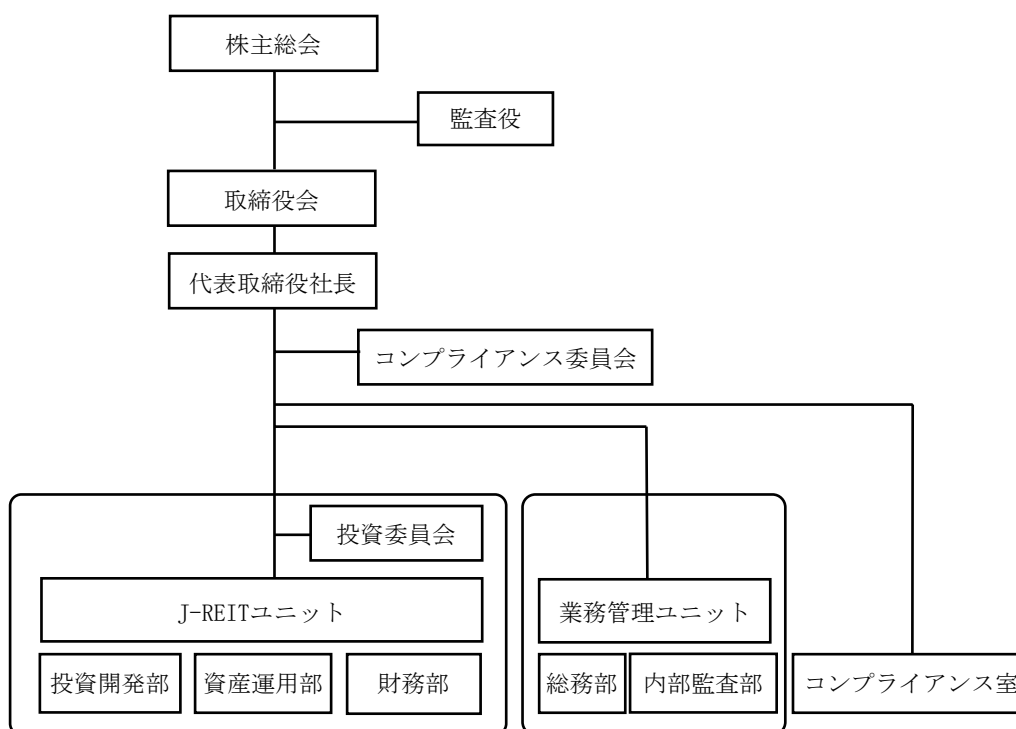 株主総会
監査役
取締役会
代表取締役社長
コンプライアンス委員会
投資委員会
J-REITユニット
業務管理ユニット
投資開発部
資産運用部
財務部
総務部
内部監査部
コンプライアンス室